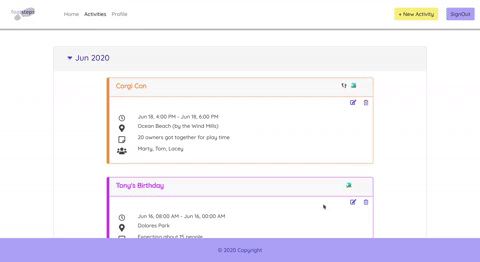 footsteps
Home Activities Profile
+ New Activity
SignOut
Jun 2020
Corgi Con
Jun 18, 4:00 PM - Jun 18, 6:00 PM
Ocean Beach (by the Wind Mills)
20 owners got together for play time
Marty, Tom, Lacey
Tony's Birthday
Jun 16, 08:00 AM - Jun 16, 00:00 AM
Dolores Park
Expecting about 15 people
© 2020 Copyright